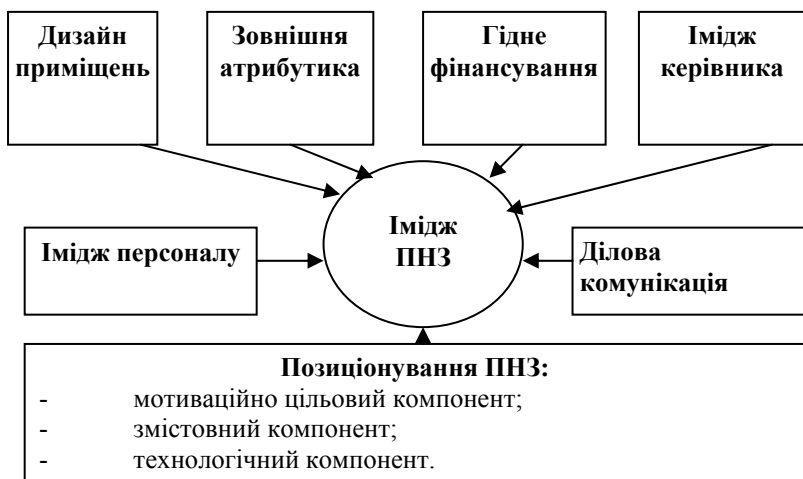 Дизайн
приміщень
Зовнішня
атрибутика
Гідне
фінансування
Імідж
керівника
Імідж
ПНЗ
Імідж персоналу
Ділова
комунікація
Позиціонування ПНЗ:
- мотиваційно цільовий компонент;
- змістовний компонент;
- технологічний компонент.